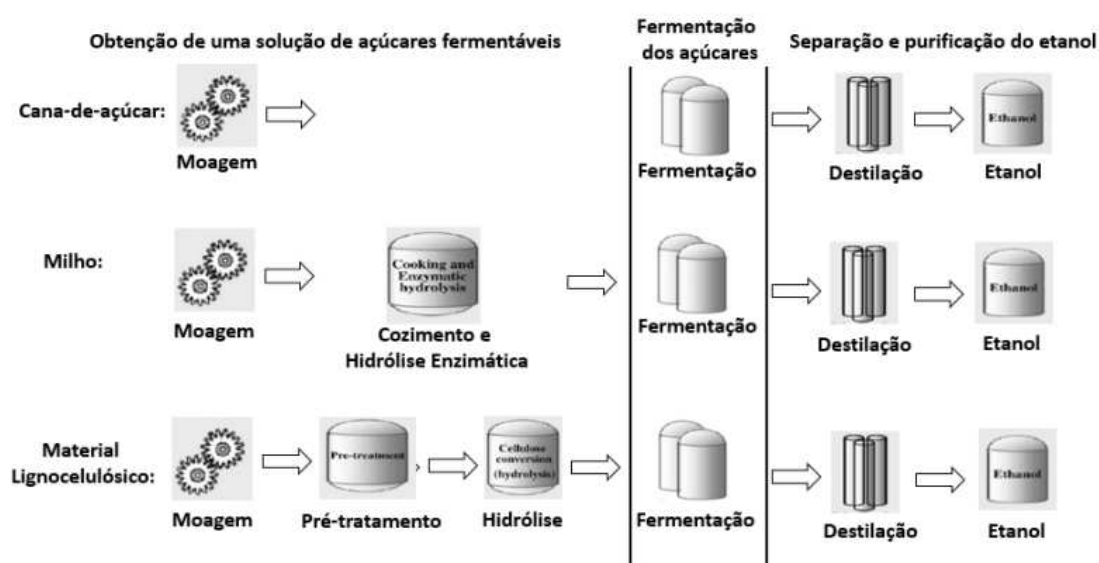 Obtenção de uma solução de açúcares fermentáveis
Fermentação
dos açúcares
Separação e purificação do etanol
Cana-de-açúcar:
Moagem
Fermentação
Destilação
Ethanol
Etanol
Milho:
Moagem
Cooking and
Enzymatic
hydrolysis
Cozimento e
Hidrólise Enzimática
Fermentação
Destilação
Ethanol
Etanol
Material
Lignocelulósico:
Moagem
Pre-treatment
Pré-tratamento
Cellulose
conversion
(hydrolysis)
Hidrólise
Fermentação
Destilação
Ethanol
Etanol